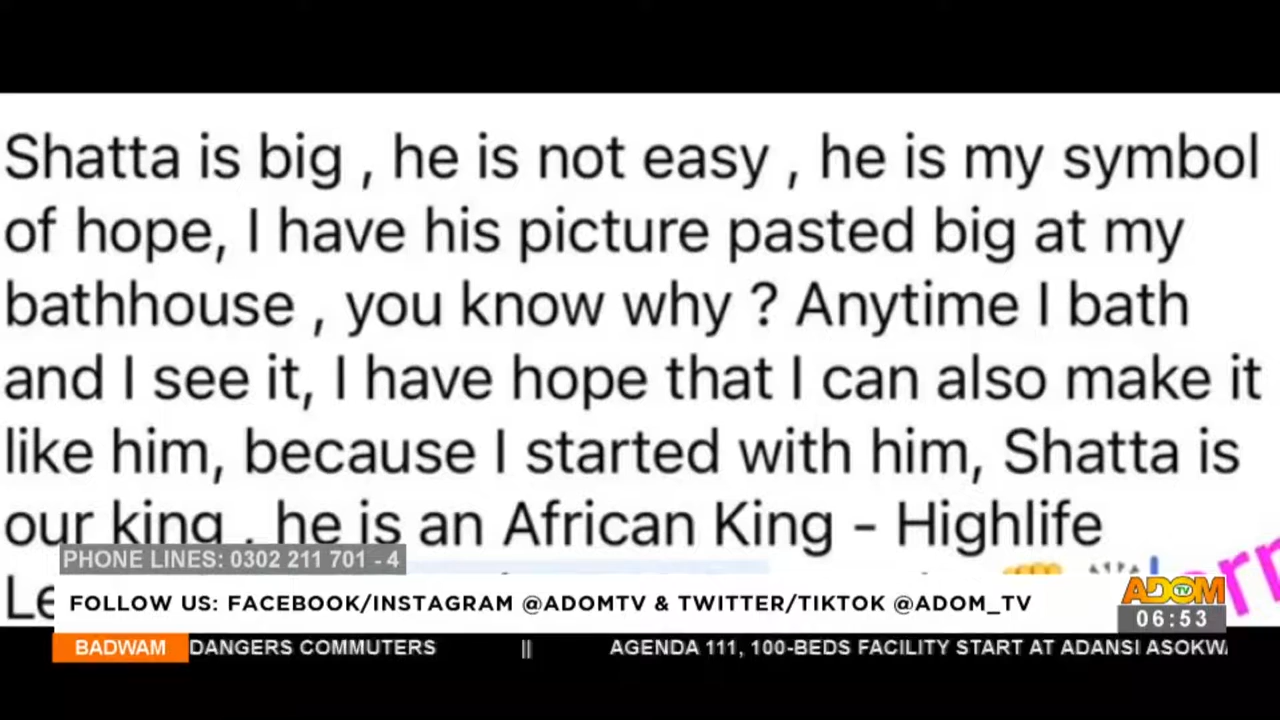 Shatta is big , he is not easy , he is my symbol
of hope, I have his picture pasted big at my
bathhouse , you know why ? Anytime I bath
and I see it, I have hope that I can also make it
like him, because I started with him, Shatta is
our king , he is an African King - Highlife
Le
PHONE LINES: 0302 211 701 - 4
FOLLOW US: FACEBOOK/INSTAGRAM @ADOMTV & TWITTER/TIKTOK @ADOM_TV
ADOM TV
06:53
BADWAM DANGERS COMMUTERS || AGENDA 111, 100-BEDS FACILITY START AT ADANSI ASOKWA